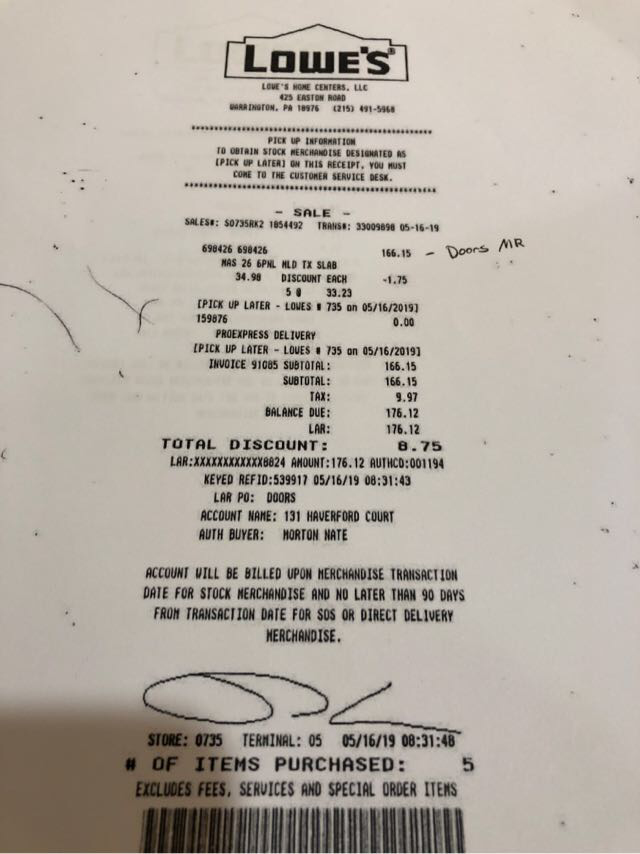 LOWE'S®
LOWE'S HOME CENTERS, LLC
425 EASTON ROAD
WARRINGTON, PA 18976 (215) 491-5968
PICK UP INFORMATION
TO OBTAIN STOCK MERCHANDISE DESIGNATED AS
[PICK UP LATER] ON THIS RECEIPT, YOU MUST
COME TO THE CUSTOMER SERVICE DESK.
- SALE -
SALES#: S0735RK2 1854492 TRANS#: 33009898 05-16-19
698426 698426 166.15 - Doors MR
MAS 26 6PNL MLD TX SLAB
34.98 DISCOUNT EACH -1.75
5 @ 33.23
[PICK UP LATER - LOWES # 735 on 05/16/2019]
159876 0.00
PROEXPRESS DELIVERY
[PICK UP LATER - LOWES # 735 on 05/16/2019]
INVOICE 91085 SUBTOTAL: 166.15
SUBTOTAL: 166.15
TAX: 9.97
BALANCE DUE: 176.12
LAR: 176.12
TOTAL DISCOUNT: 8.75
LAR:XXXXXXXXXXXX8824 AMOUNT:176.12 AUTHCD:001194
KEYED REFID:539917 05/16/19 08:31:43
LAR PO: DOORS
ACCOUNT NAME: 131 HAVERFORD COURT
AUTH BUYER: MORTON NATE
ACCOUNT WILL BE BILLED UPON MERCHANDISE TRANSACTION
DATE FOR STOCK MERCHANDISE AND NO LATER THAN 90 DAYS
FROM TRANSACTION DATE FOR SOS OR DIRECT DELIVERY
MERCHANDISE.
STORE: 0735 TERMINAL: 05 05/16/19 08:31:48
# OF ITEMS PURCHASED: 5
EXCLUDES FEES, SERVICES AND SPECIAL ORDER ITEMS